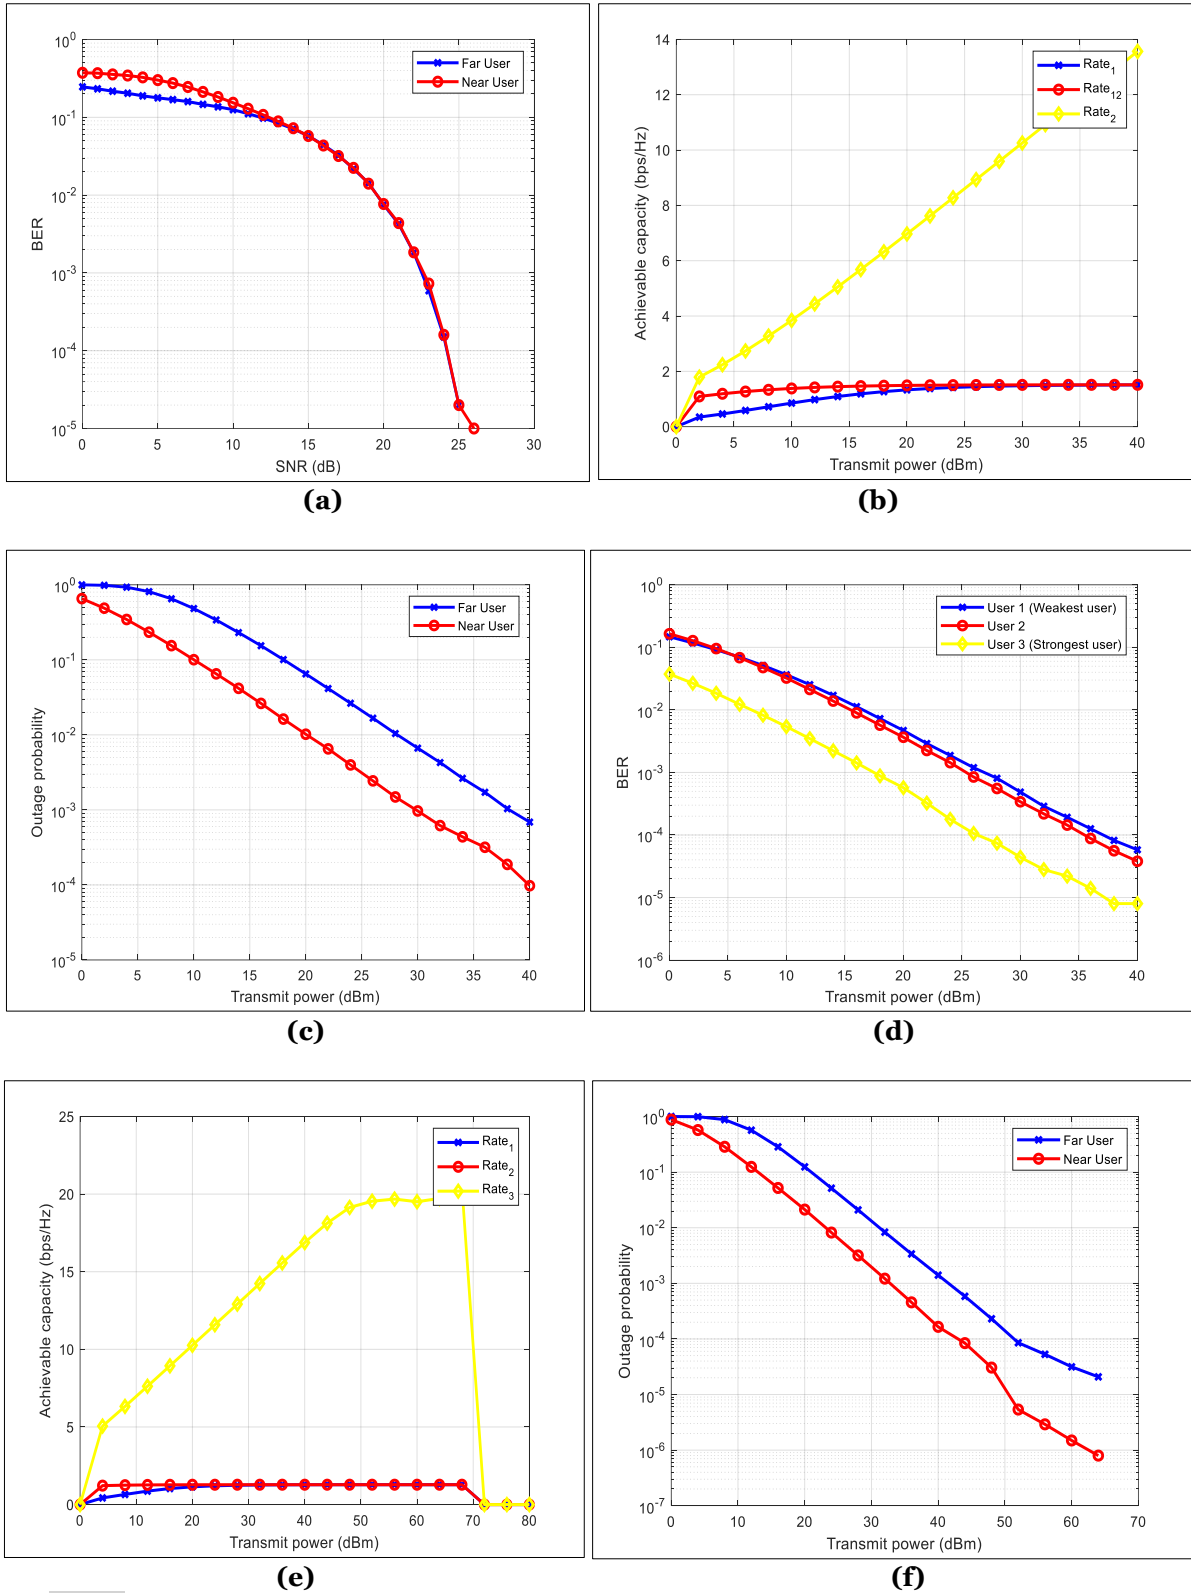 10^0
10^-1
10^-2
10^-3
10^-4
10^-5
BER
0 5 10 15 20 25 30
SNR (dB)
Far User
Near User
(a)
14
12
10
8
6
4
2
0
Achievable capacity (bps/Hz)
0 5 10 15 20 25 30 35 40
Transmit power (dBm)
Rate_1
Rate_12
Rate_2
(b)
10^0
10^-1
10^-2
10^-3
10^-4
10^-5
Outage probability
0 5 10 15 20 25 30 35 40
Transmit power (dBm)
Far User
Near User
(c)
10^0
10^-1
10^-2
10^-3
10^-4
10^-5
10^-6
BER
0 5 10 15 20 25 30 35 40
Transmit power (dBm)
User 1 (Weakest user)
User 2
User 3 (Strongest user)
(d)
25
20
15
10
5
0
Achievable capacity (bps/Hz)
0 10 20 30 40 50 60 70 80
Transmit power (dBm)
Rate_1
Rate_2
Rate_3
(e)
10^0
10^-1
10^-2
10^-3
10^-4
10^-5
10^-6
10^-7
Outage probability
0 10 20 30 40 50 60 70
Transmit power (dBm)
Far User
Near User
(f)